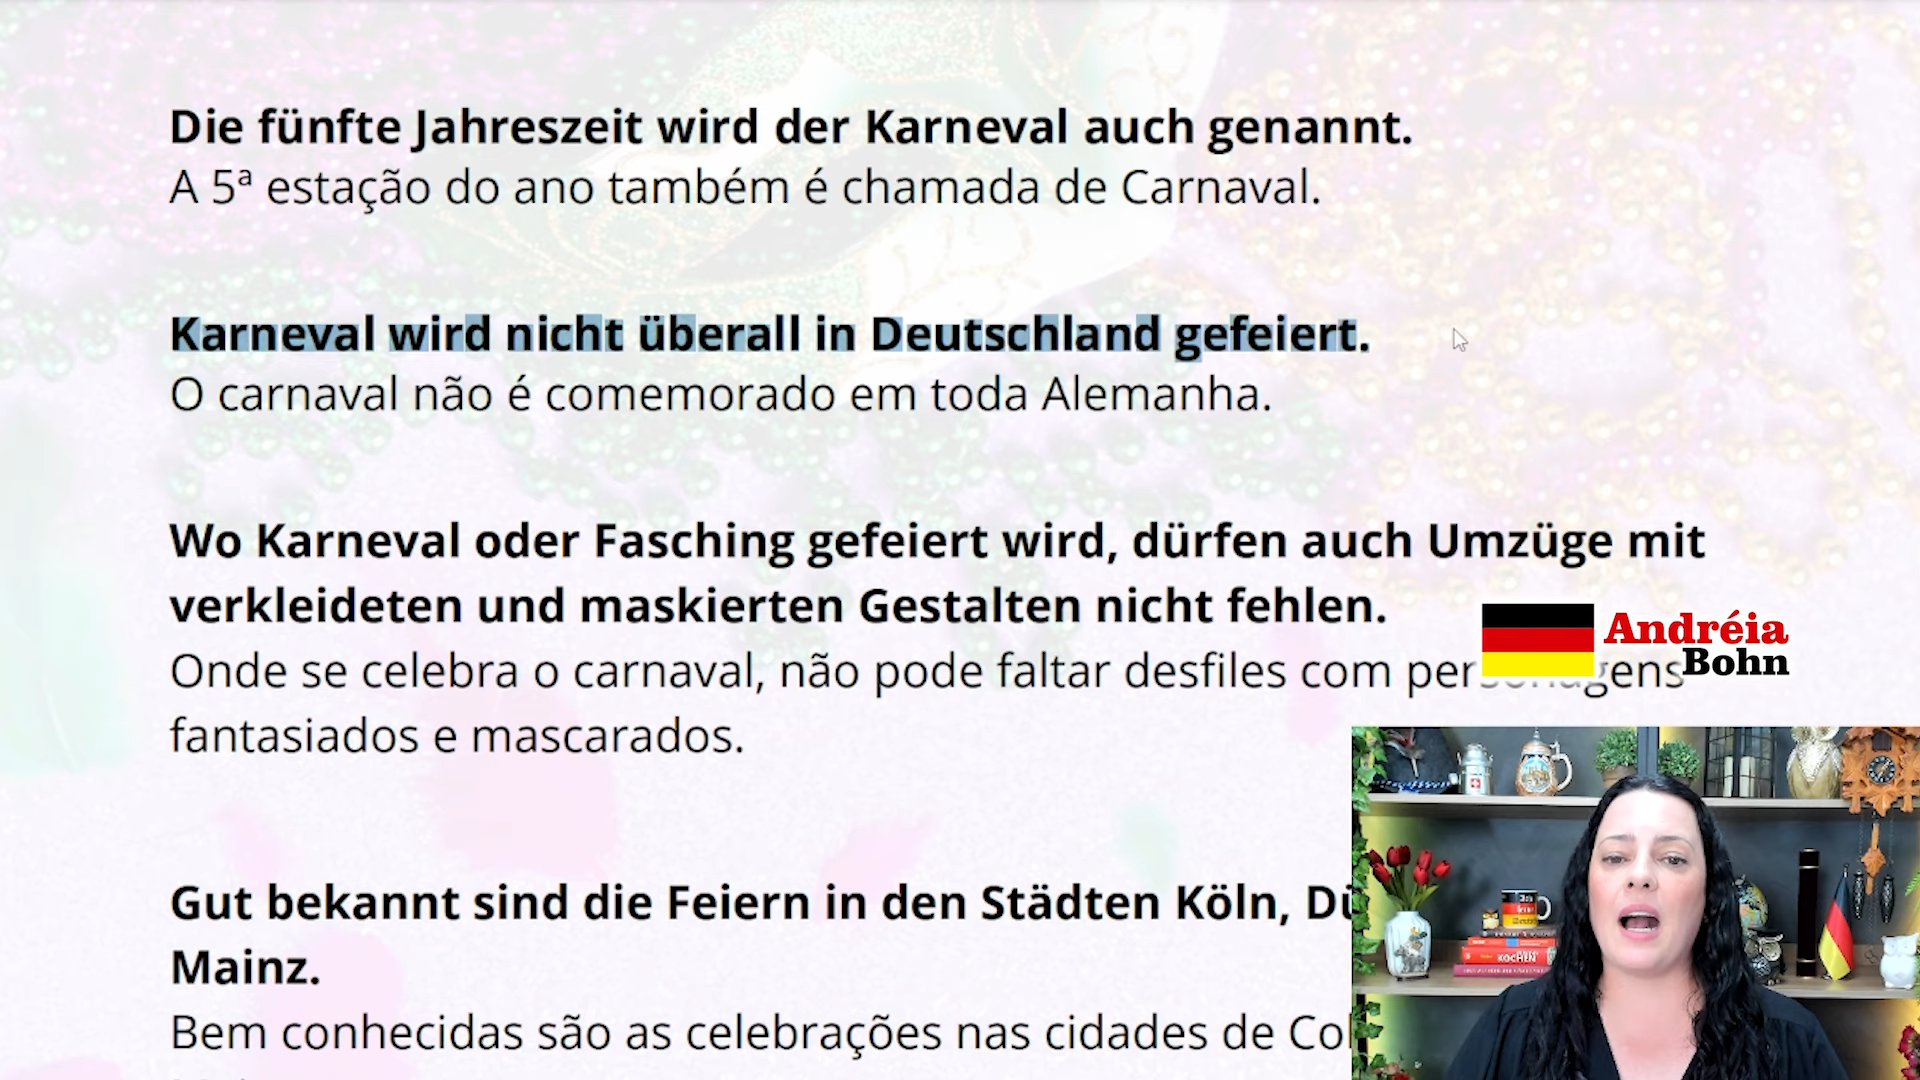 Die fünfte Jahreszeit wird der Karneval auch genannt.
A 5ª estação do ano também é chamada de Carnaval.
Karneval wird nicht überall in Deutschland gefeiert.
O carnaval não é comemorado em toda Alemanha.
Wo Karneval oder Fasching gefeiert wird, dürfen auch Umzüge mit
verkleideten und maskierten Gestalten nicht fehlen.
Onde se celebra o carnaval, não pode faltar desfiles com personagens
fantasiados e mascarados.
Andréia
Bohn
Gut bekannt sind die Feiern in den Städten Köln,
Mainz.
Bem conhecidas são as celebrações nas cidades de
KOCHEN